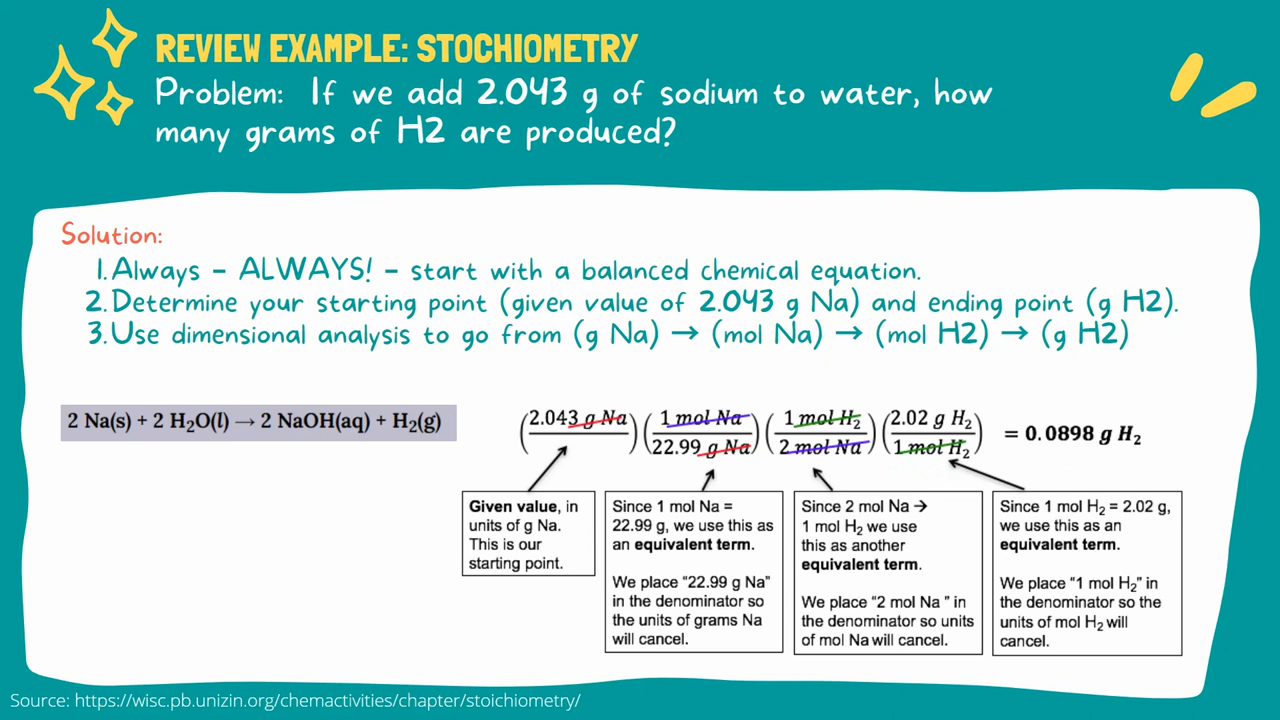 REVIEW EXAMPLE: STOCHIOMETRY
Problem: If we add 2.043 g of sodium to water, how
many grams of H2 are produced?
Solution:
1. Always - ALWAYS! - start with a balanced chemical equation.
2. Determine your starting point (given value of 2.043 g Na) and ending point (g H2).
3. Use dimensional analysis to go from (g Na) → (mol Na) → (mol H2) → (g H2)
2 Na(s) + 2 H₂O(l) → 2 NaOH(aq) + H₂(g)
(2.043 g Na / ) (1 mol Na / 22.99 g Na) (1 mol H₂ / 2 mol Na) (2.02 g H₂ / 1 mol H₂) = 0.0898 g H₂
Given value, in
units of g Na.
This is our
starting point.
Since 1 mol Na =
22.99 g, we use this as
an equivalent term.
We place “22.99 g Na”
in the denominator so
the units of grams Na
will cancel.
Since 2 mol Na →
1 mol H₂ we use
this as another
equivalent term.
We place “2 mol Na ” in
the denominator so units
of mol Na will cancel.
Since 1 mol H₂ = 2.02 g,
we use this as an
equivalent term.
We place “1 mol H₂” in
the denominator so the
units of mol H₂ will
cancel.
Source: https://wisc.pb.unizin.org/chemactivities/chapter/stoichiometry/